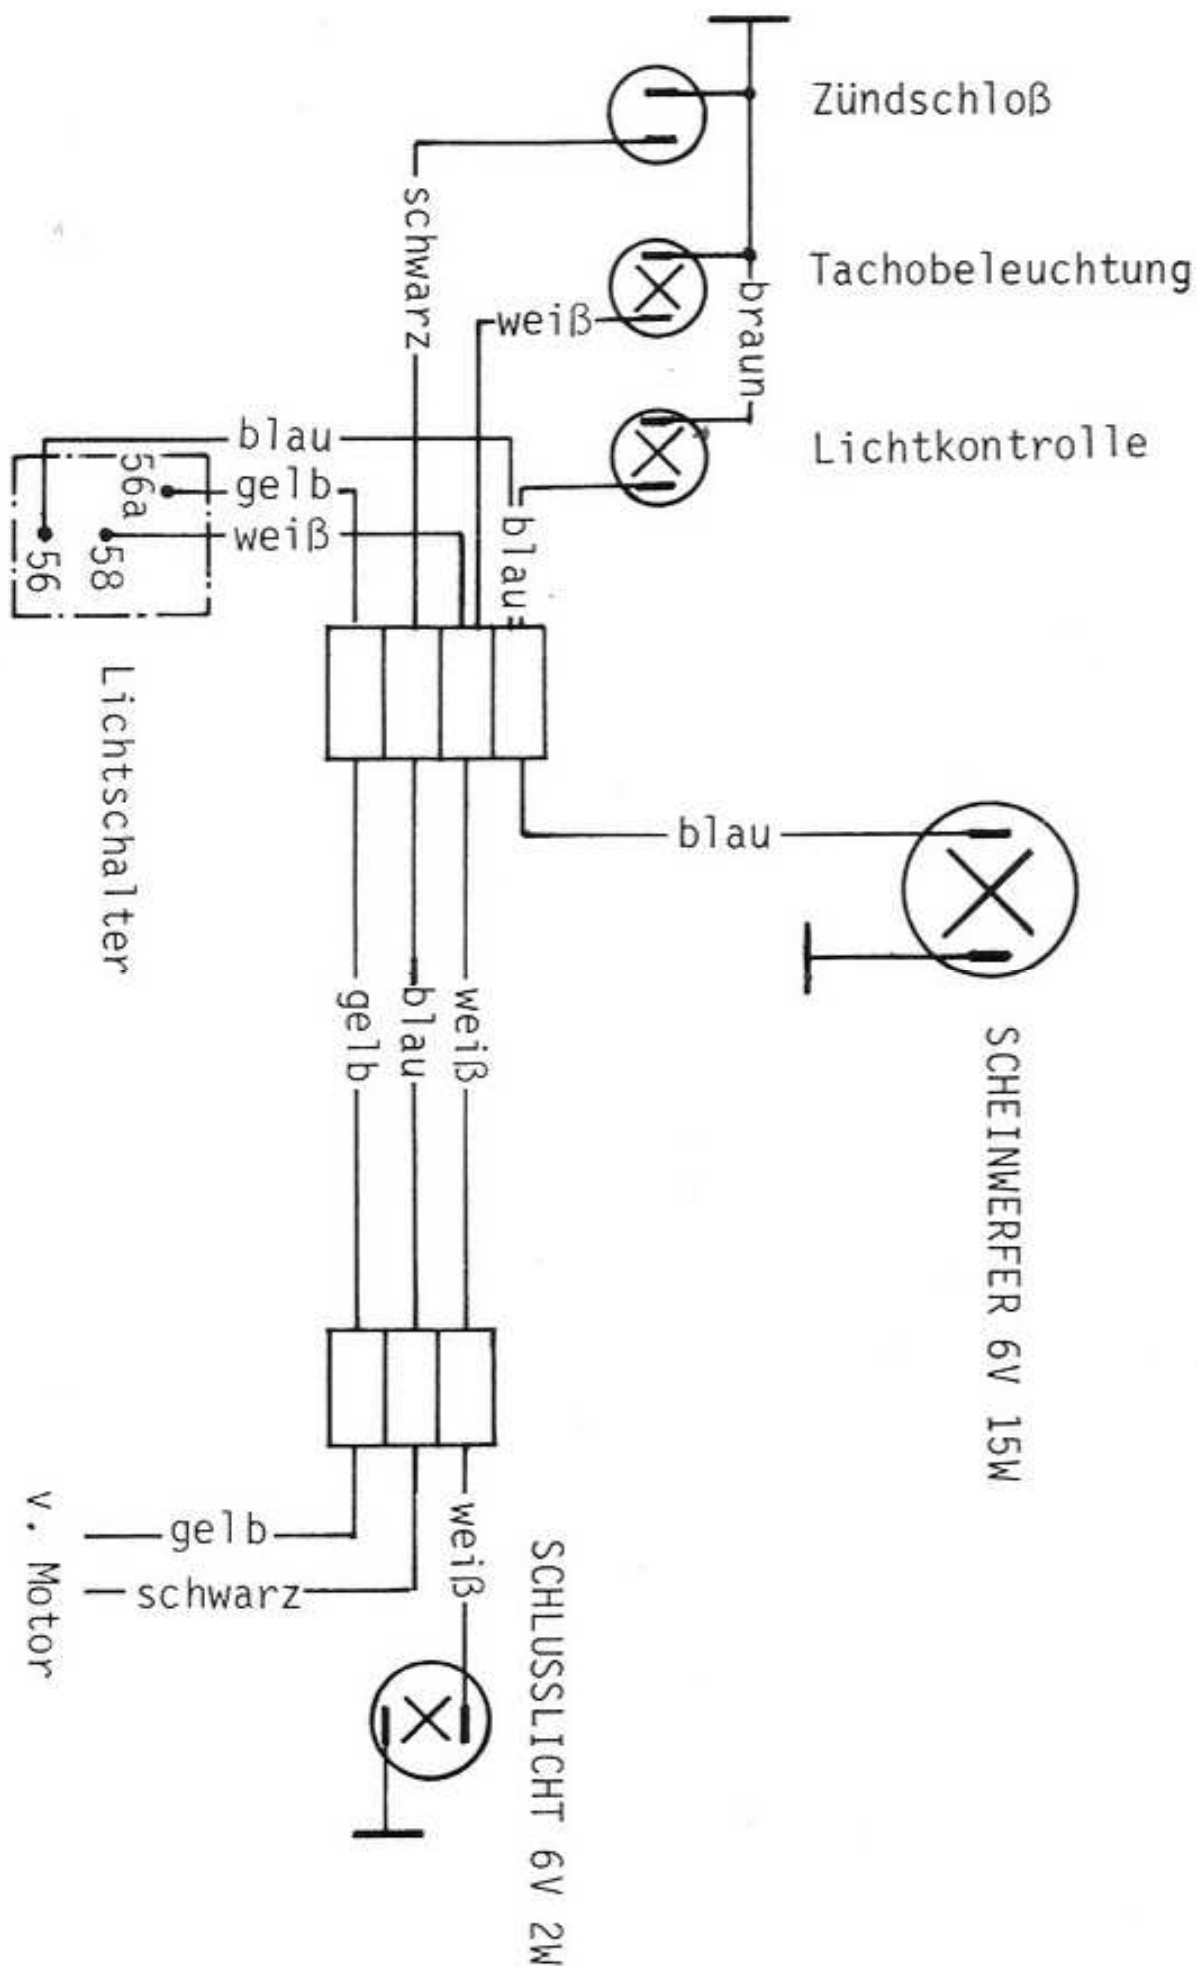 Zündschloß
schwarz
Tachobeleuchtung
weiß
braun
blau
Lichtkontrolle
56a
gelb
blau
weiß
56
58
Lichtschalter
blau
gelb
blau
weiß
SCHEINWERFER 6V 15W
v. Motor
gelb
schwarz
weiß
SCHLUSSLICHT 6V 2W